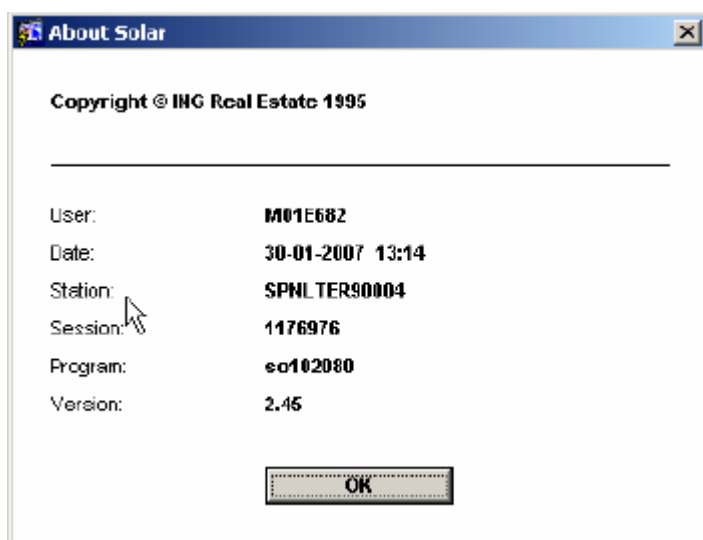 About Solar
Copyright © ING Real Estate 1995
User: M01E682
Date: 30-01-2007 13:14
Station: SPNLTER90004
Session: 1176976
Program: so102080
Version: 2.45
OK